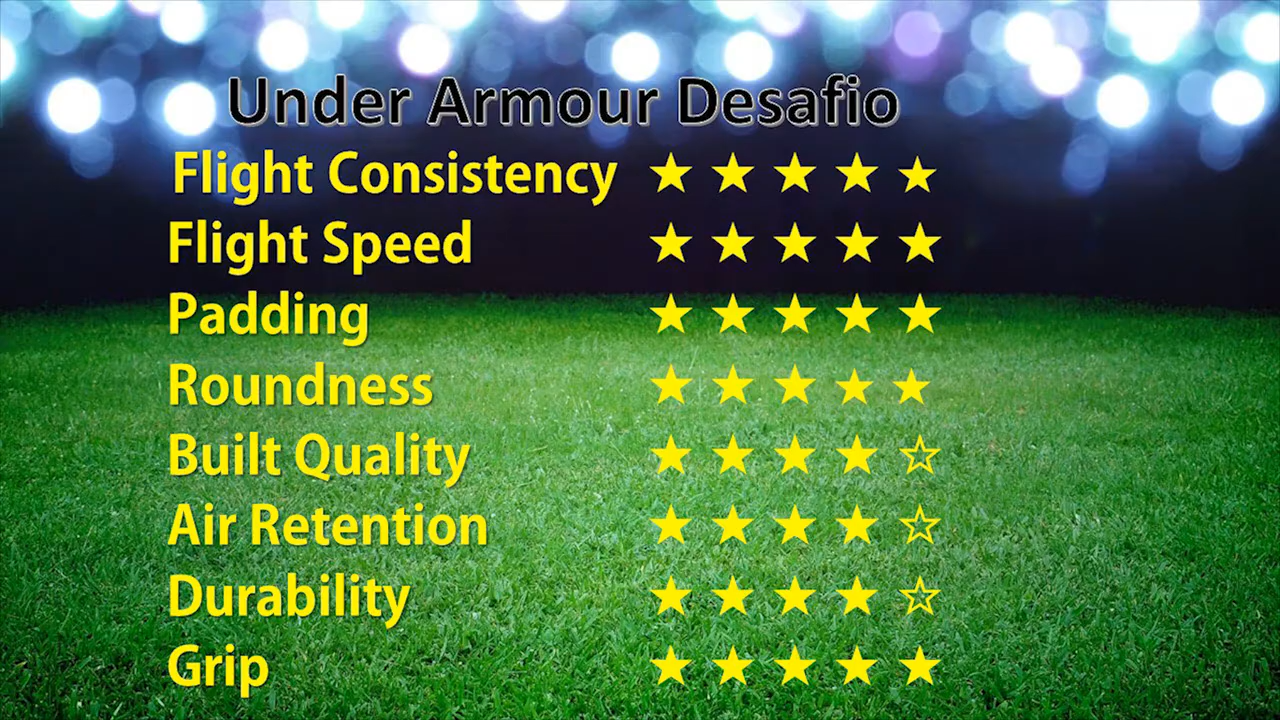 Under Armour Desafio
Flight Consistency ★ ★ ★ ★ ★
Flight Speed ★ ★ ★ ★ ★
Padding ★ ★ ★ ★ ★
Roundness ★ ★ ★ ★ ★
Built Quality ★ ★ ★ ★ ☆
Air Retention ★ ★ ★ ★ ☆
Durability ★ ★ ★ ★ ☆
Grip ★ ★ ★ ★ ★